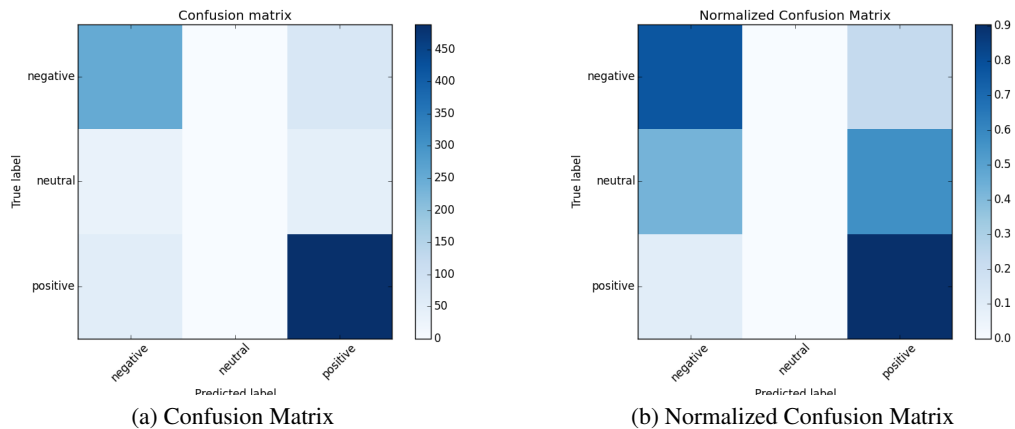 Confusion matrix
negative
neutral
positive
True label
negative
neutral
positive
Predicted label
450
400
350
300
250
200
150
100
50
0
(a) Confusion Matrix
Normalized Confusion Matrix
negative
neutral
positive
True label
negative
neutral
positive
Predicted label
0.9
0.8
0.7
0.6
0.5
0.4
0.3
0.2
0.1
0.0
(b) Normalized Confusion Matrix